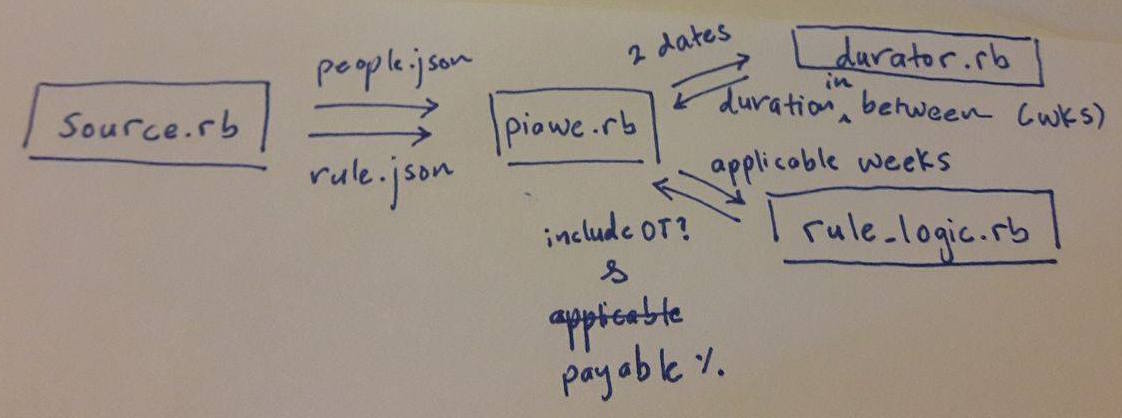 people.json
source.rb
rule.json
piawe.rb
2 dates
durator.rb
in
duration ‸ between (wks)
applicable weeks
rule_logic.rb
include OT?
&
applicable
payable %.